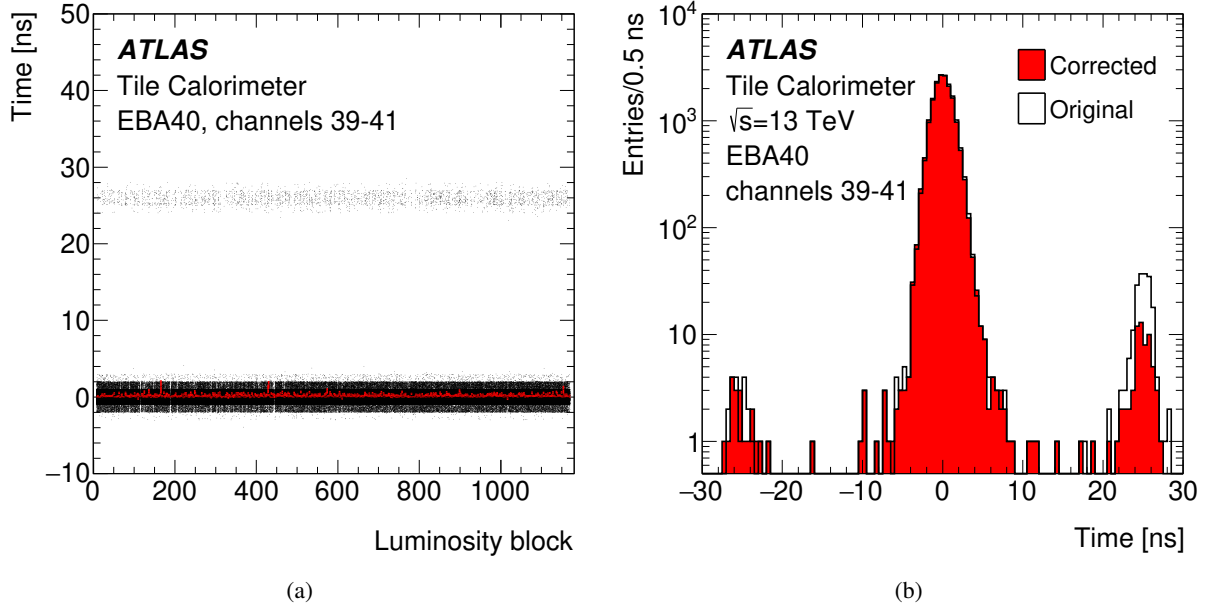 Time [ns]
50
40
30
20
10
0
−10
ATLAS
Tile Calorimeter
EBA40, channels 39-41
0 200 400 600 800 1000
Luminosity block
(a)
Entries/0.5 ns
10⁴
10³
10²
10
1
ATLAS
Tile Calorimeter
√s=13 TeV
EBA40
channels 39-41
Corrected
Original
−30 −20 −10 0 10 20 30
Time [ns]
(b)